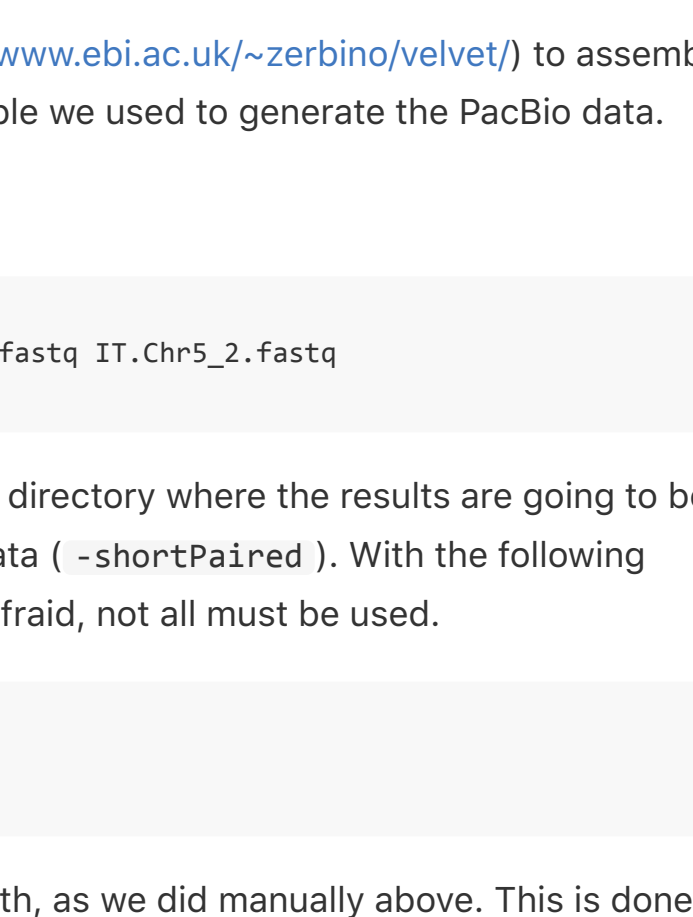 www.ebi.ac.uk/~zerbino/velvet/) to assemb
ple we used to generate the PacBio data.
fastq IT.Chr5_2.fastq
directory where the results are going to be
ata ( -shortPaired ). With the following
fraid, not all must be used.
th, as we did manually above. This is done